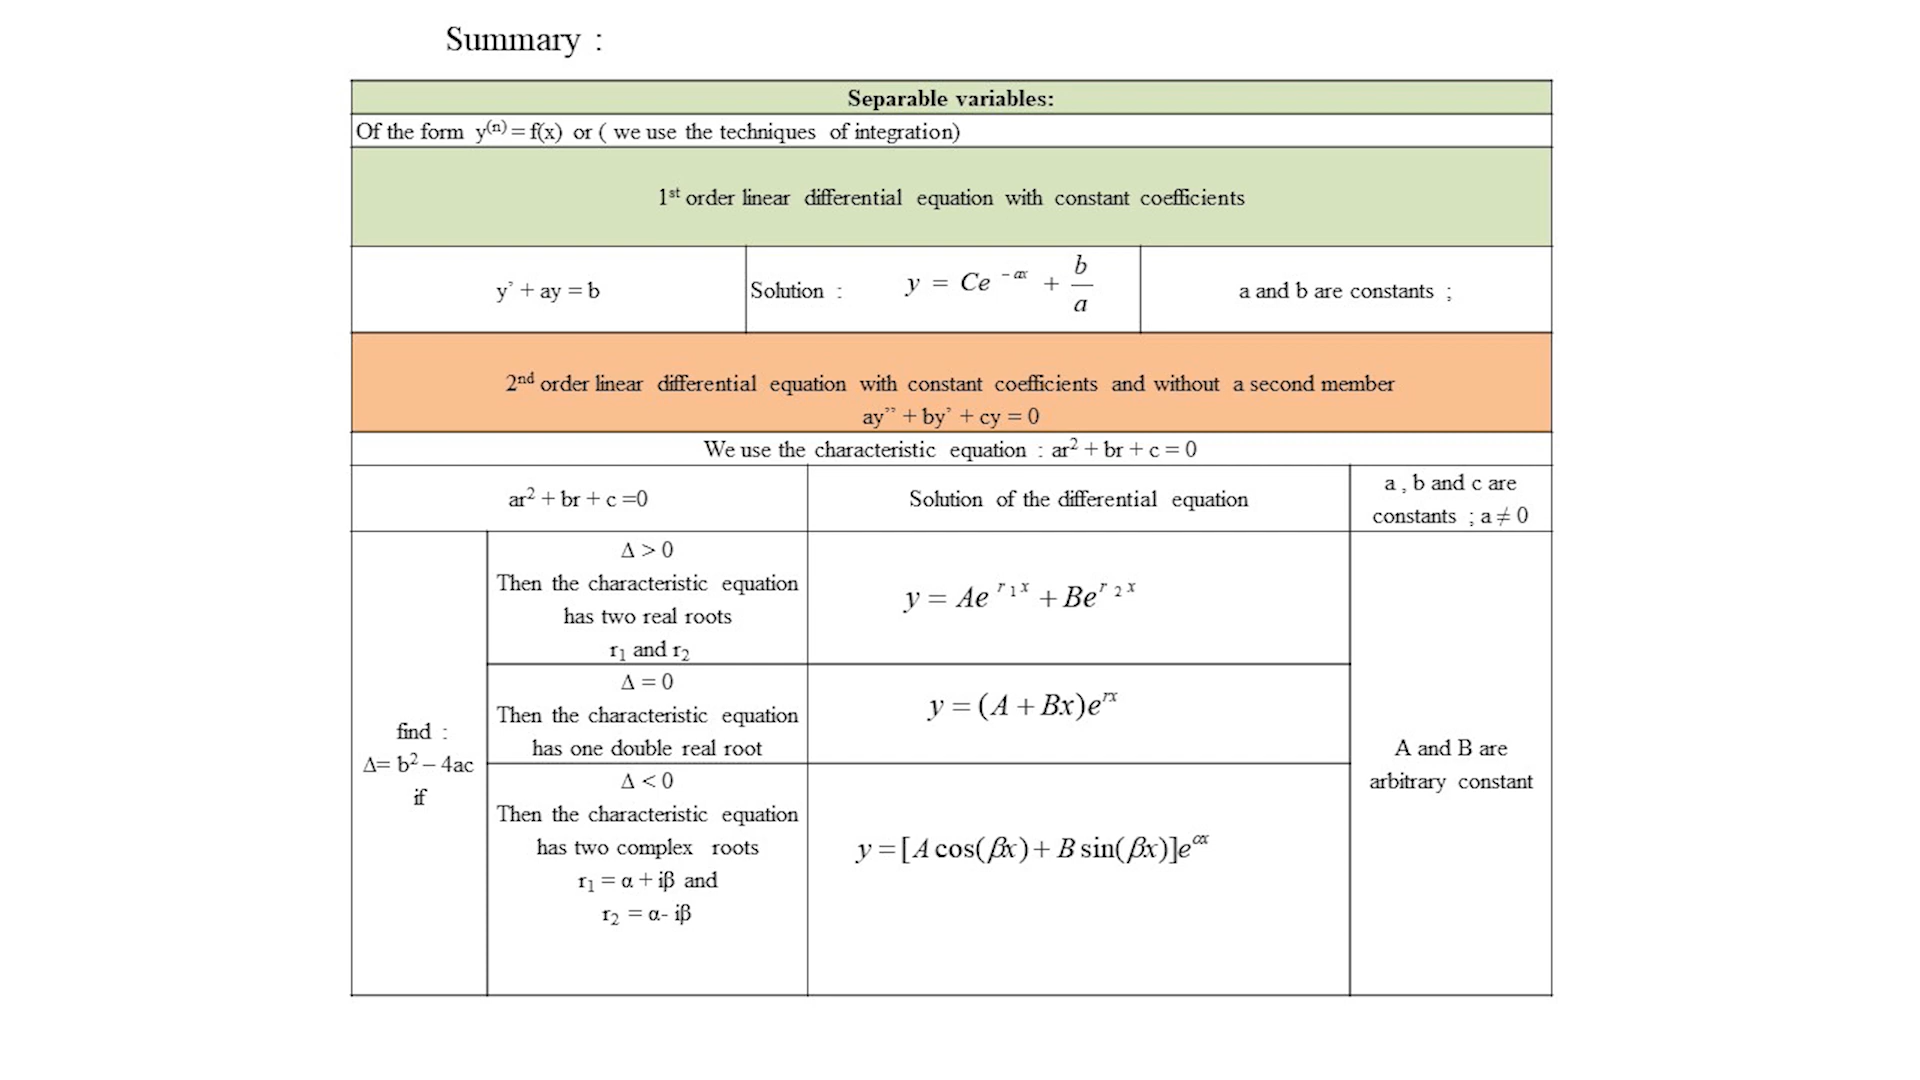 Summary :
Separable variables:
Of the form y⁽ⁿ⁾ = f(x) or ( we use the techniques of integration)
1ˢᵗ order linear differential equation with constant coefficients
y’ + ay = b
Solution : y = Ce^(-ax) + b/a
a and b are constants ;
2ⁿᵈ order linear differential equation with constant coefficients and without a second member
ay’’ + by’ + cy = 0
We use the characteristic equation : ar² + br + c = 0
ar² + br + c =0
Solution of the differential equation
a , b and c are
constants ; a ≠ 0
find :
Δ= b² – 4ac
if
Δ > 0
Then the characteristic equation
has two real roots
r₁ and r₂
y = Ae^(r₁x) + Be^(r₂x)
Δ = 0
Then the characteristic equation
has one double real root
y = (A + Bx)e^(rx)
Δ < 0
Then the characteristic equation
has two complex roots
r₁ = α + iβ and
r₂ = α- iβ
y = [A cos(βx) + B sin(βx)]e^(αx)
A and B are
arbitrary constant